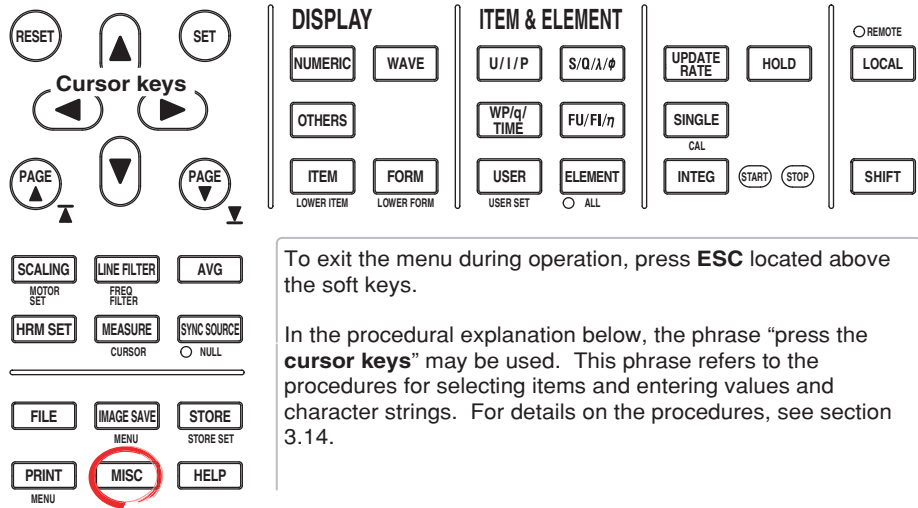 DISPLAY
ITEM & ELEMENT
RESET
SET
REMOTE
NUMERIC
WAVE
U / I / P
S/Q/λ/ϕ
UPDATE RATE
HOLD
LOCAL
Cursor keys
OTHERS
WP/q/ TIME
FU/FI/η
SINGLE
CAL
PAGE
PAGE
ITEM
FORM
USER
ELEMENT
INTEG
START
STOP
SHIFT
LOWER ITEM
LOWER FORM
USER SET
ALL
SCALING
LINE FILTER
AVG
MOTOR SET
FREQ FILTER
HRM SET
MEASURE
SYNC SOURCE
CURSOR
NULL
FILE
IMAGE SAVE
STORE
MENU
STORE SET
PRINT
MISC
HELP
MENU
To exit the menu during operation, press ESC located above
the soft keys.
In the procedural explanation below, the phrase “press the
cursor keys” may be used. This phrase refers to the
procedures for selecting items and entering values and
character strings. For details on the procedures, see section
3.14.